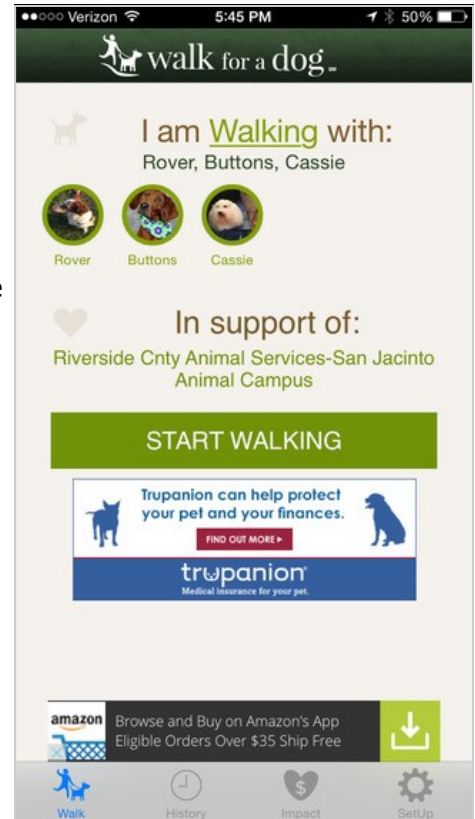 Verizon 5:45 PM 50%
walk for a dog SM
I am Walking with:
Rover, Buttons, Cassie
Rover Buttons Cassie
e
In support of:
Riverside Cnty Animal Services-San Jacinto
Animal Campus
START WALKING
Trupanion can help protect
your pet and your finances.
FIND OUT MORE
trupanion
Medical insurance for your pet.
amazon
Browse and Buy on Amazon's App
Eligible Orders Over $35 Ship Free
$
Walk History Impact SetUp